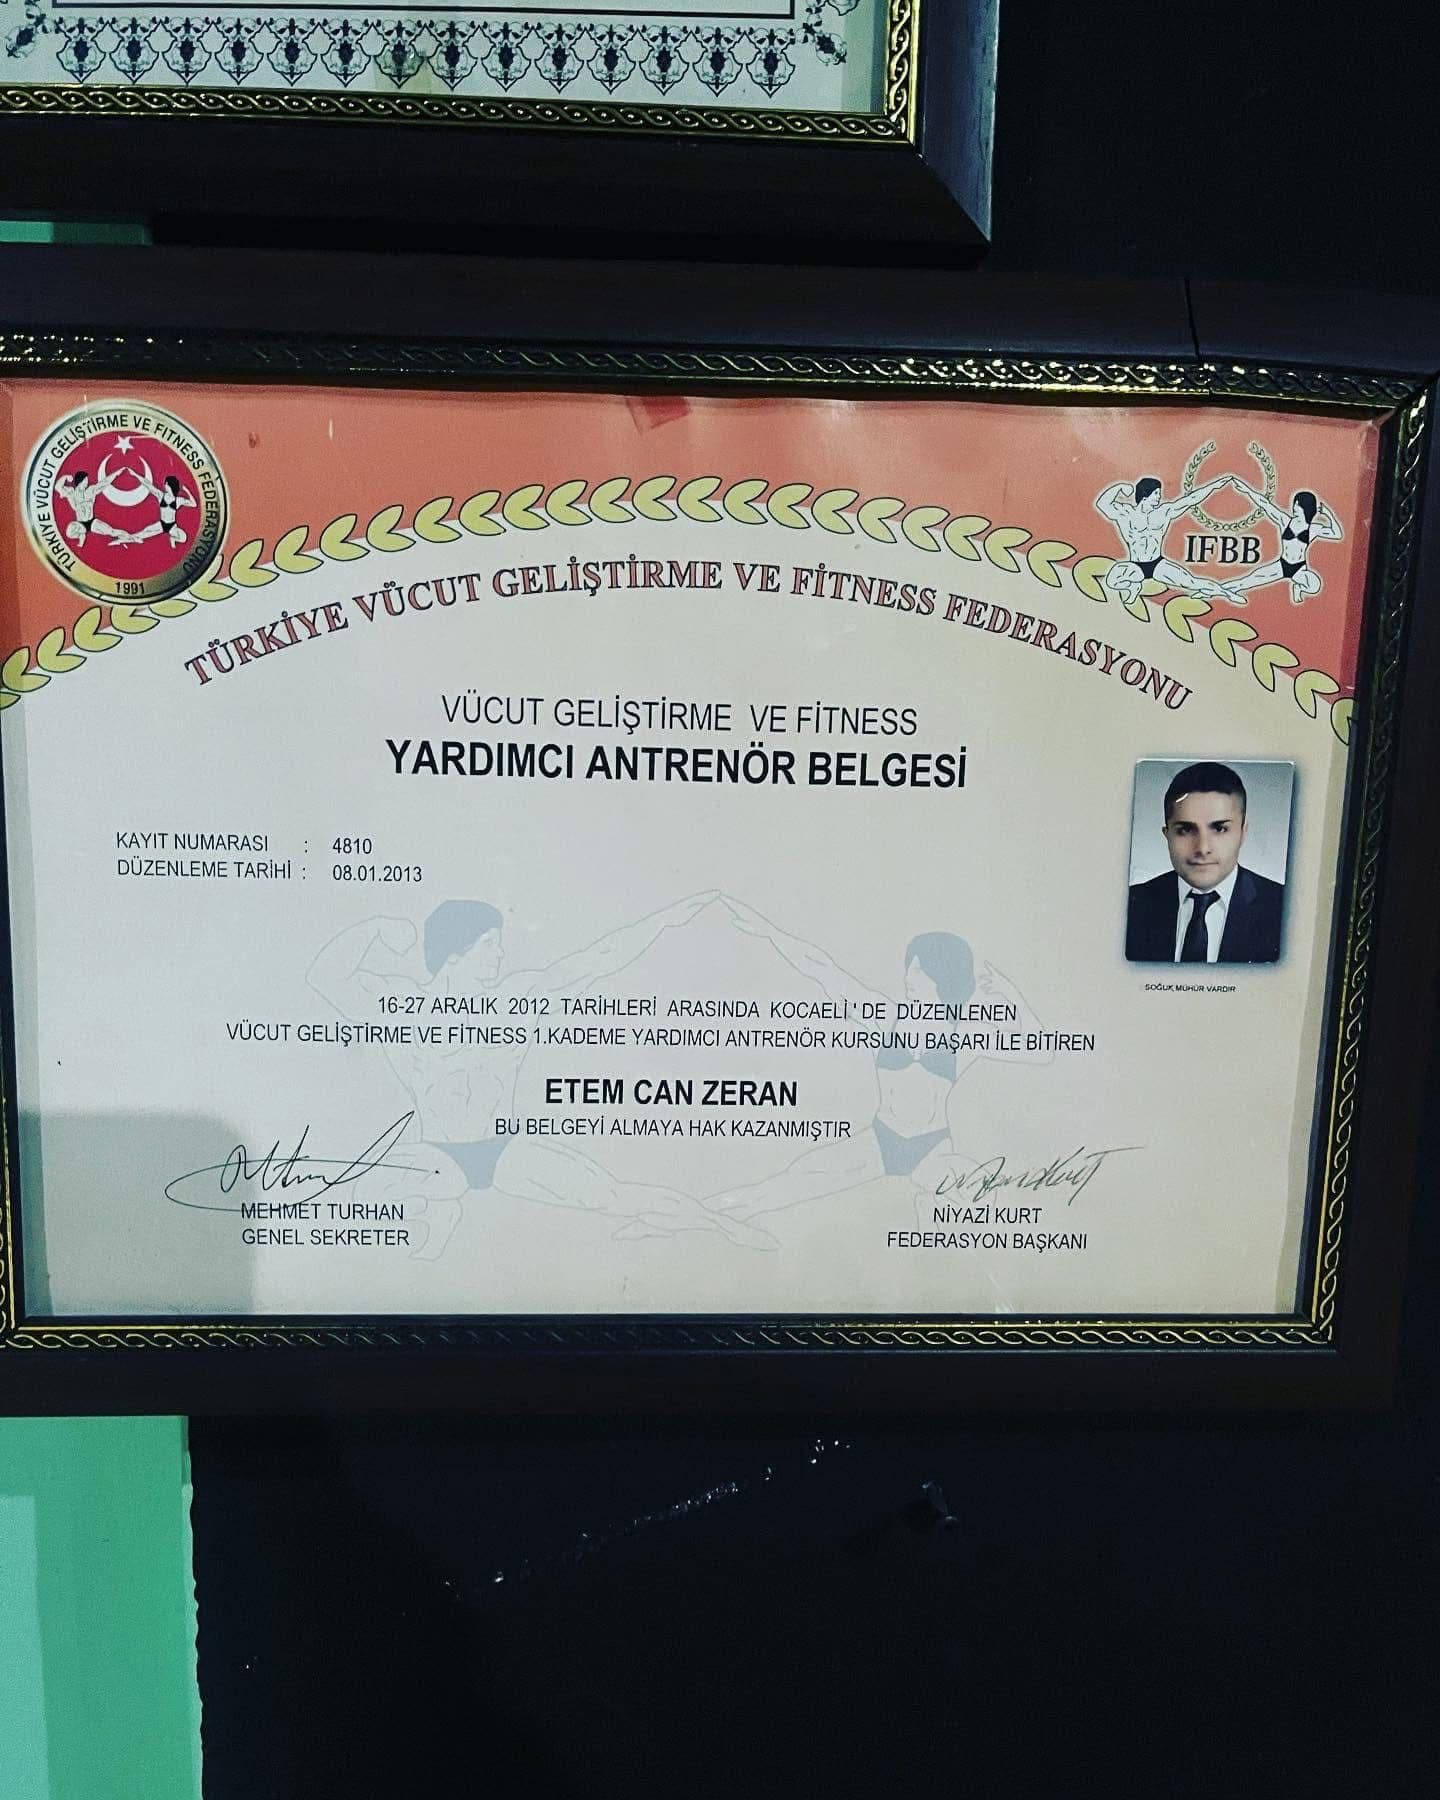 TÜRKİYE VÜCUT GELİŞTİRME VE FİTNESS FEDERASYONU
1991
IFBB
TÜRKİYE VÜCUT GELİŞTİRME VE FİTNESS FEDERASYONU
VÜCUT GELİŞTİRME VE FİTNESS
YARDIMCI ANTRENÖR BELGESİ
KAYIT NUMARASI : 4810
DÜZENLEME TARİHİ : 08.01.2013
SOĞUK MÜHÜR VARDIR
16-27 ARALIK 2012 TARİHLERİ ARASINDA KOCAELİ'DE DÜZENLENEN
VÜCUT GELİŞTİRME VE FİTNESS 1.KADEME YARDIMCI ANTRENÖR KURSUNU BAŞARI İLE BİTİREN
ETEM CAN ZERAN
BU BELGEYİ ALMAYA HAK KAZANMIŞTIR
MEHMET TURHAN
GENEL SEKRETER
NİYAZİ KURT
FEDERASYON BAŞKANI